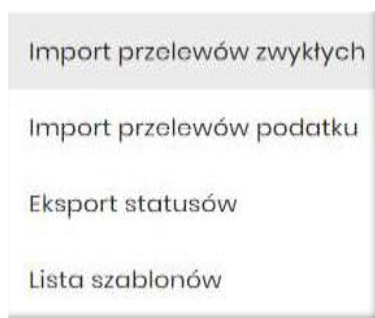 Import przelewów zwykłych
Import przelewów podatku
Eksport statusów
Lista szablonów